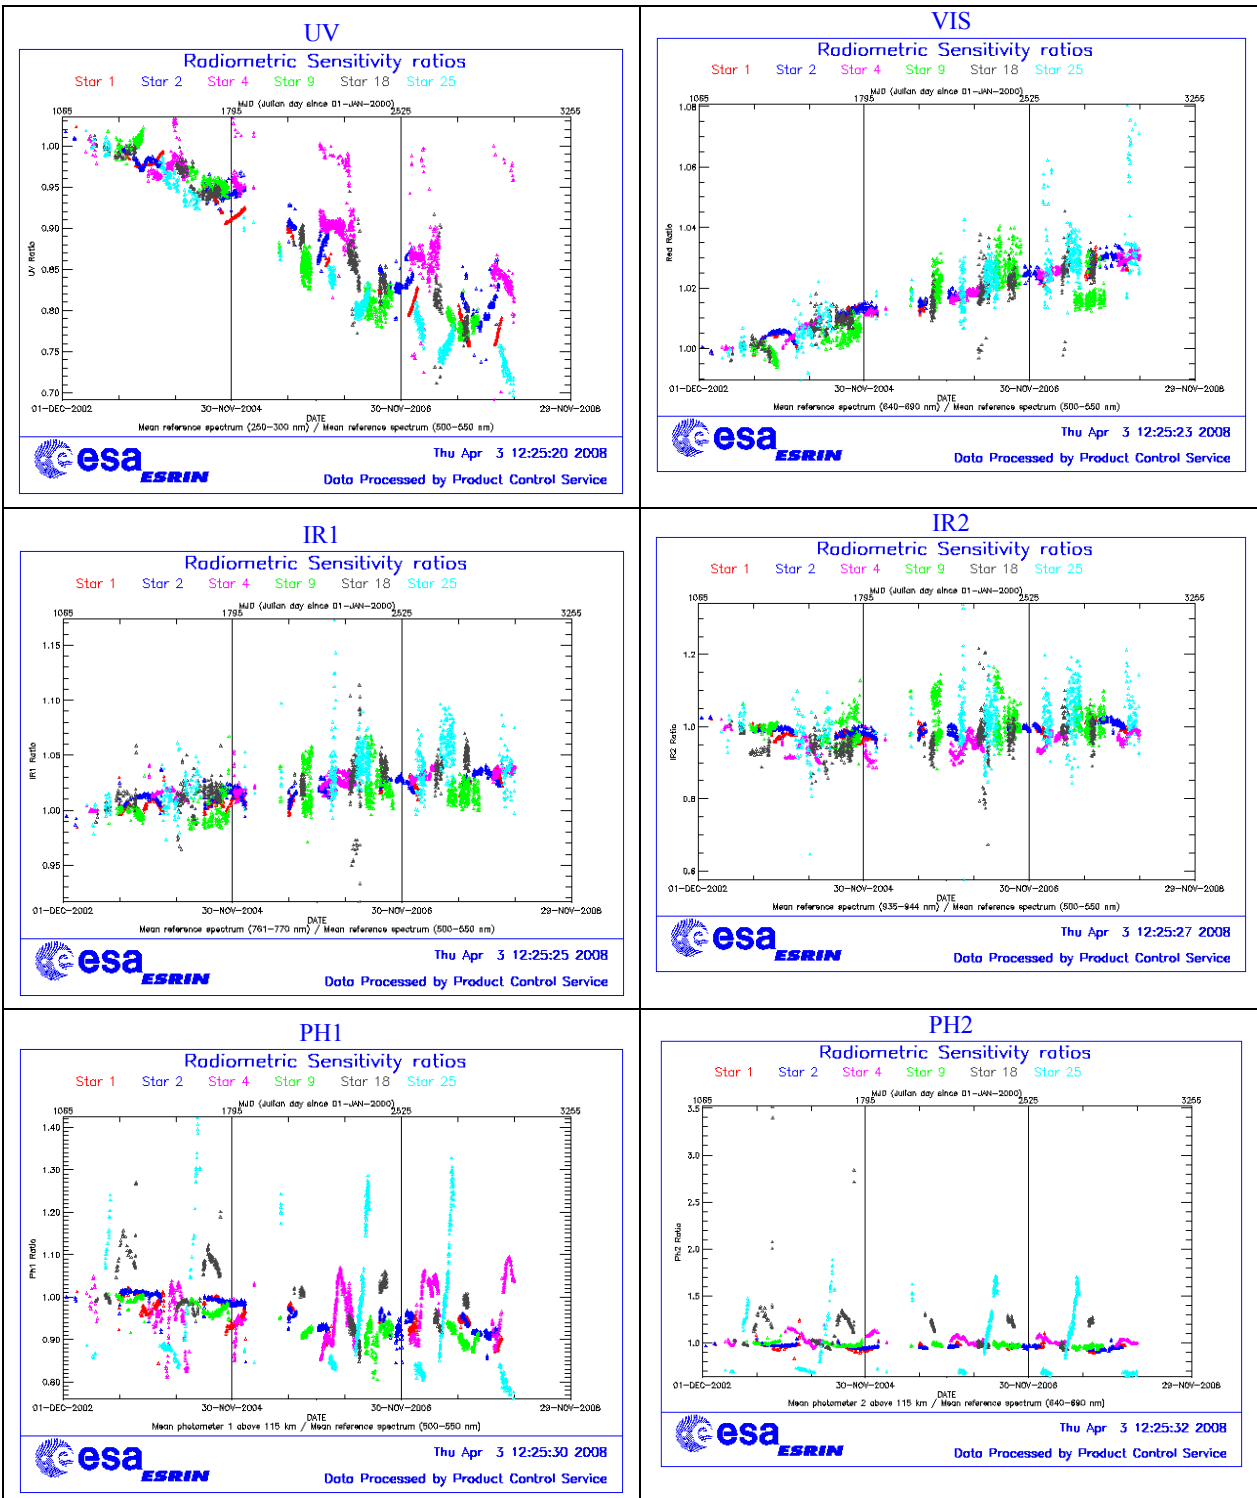 UV
Radiometric Sensitivity ratios
Star 1 Star 2 Star 4 Star 9 Star 18 Star 25
MJD (Julian day since 01-JAN-2000)
1065 1795 2525 3255
1.00
0.95
0.90
0.85
0.80
0.75
0.70
UV Ratio
01-DEC-2002 30-NOV-2004 30-NOV-2006 29-NOV-2008
DATE
Mean reference spectrum (250-300 nm) / Mean reference spectrum (500-550 nm)
esa
ESRIN
Thu Apr 3 12:25:20 2008
Data Processed by Product Control Service
VIS
Radiometric Sensitivity ratios
Star 1 Star 2 Star 4 Star 9 Star 18 Star 25
MJD (Julian day since 01-JAN-2000)
1065 1795 2525 3255
1.08
1.06
1.04
1.02
1.00
Red Ratio
01-DEC-2002 30-NOV-2004 30-NOV-2006 29-NOV-2008
DATE
Mean reference spectrum (640-690 nm) / Mean reference spectrum (500-550 nm)
esa
ESRIN
Thu Apr 3 12:25:23 2008
Data Processed by Product Control Service
IR1
Radiometric Sensitivity ratios
Star 1 Star 2 Star 4 Star 9 Star 18 Star 25
MJD (Julian day since 01-JAN-2000)
1065 1795 2525 3255
1.15
1.10
1.05
1.00
0.95
IR1 Ratio
01-DEC-2002 30-NOV-2004 30-NOV-2006 29-NOV-2008
DATE
Mean reference spectrum (761-770 nm) / Mean reference spectrum (500-550 nm)
esa
ESRIN
Thu Apr 3 12:25:25 2008
Data Processed by Product Control Service
IR2
Radiometric Sensitivity ratios
Star 1 Star 2 Star 4 Star 9 Star 18 Star 25
MJD (Julian day since 01-JAN-2000)
1065 1795 2525 3255
1.2
1.0
0.8
0.6
IR2 Ratio
01-DEC-2002 30-NOV-2004 30-NOV-2006 29-NOV-2008
DATE
Mean reference spectrum (935-944 nm) / Mean reference spectrum (500-550 nm)
esa
ESRIN
Thu Apr 3 12:25:27 2008
Data Processed by Product Control Service
PH1
Radiometric Sensitivity ratios
Star 1 Star 2 Star 4 Star 9 Star 18 Star 25
MJD (Julian day since 01-JAN-2000)
1065 1795 2525 3255
1.40
1.30
1.20
1.10
1.00
0.90
0.80
Ph1 Ratio
01-DEC-2002 30-NOV-2004 30-NOV-2006 29-NOV-2008
DATE
Mean photometer 1 above 115 km / Mean reference spectrum (500-550 nm)
esa
ESRIN
Thu Apr 3 12:25:30 2008
Data Processed by Product Control Service
PH2
Radiometric Sensitivity ratios
Star 1 Star 2 Star 4 Star 9 Star 18 Star 25
MJD (Julian day since 01-JAN-2000)
1065 1795 2525 3255
3.5
3.0
2.5
2.0
1.5
1.0
Ph2 Ratio
01-DEC-2002 30-NOV-2004 30-NOV-2006 29-NOV-2008
DATE
Mean photometer 2 above 115 km / Mean reference spectrum (640-690 nm)
esa
ESRIN
Thu Apr 3 12:25:32 2008
Data Processed by Product Control Service